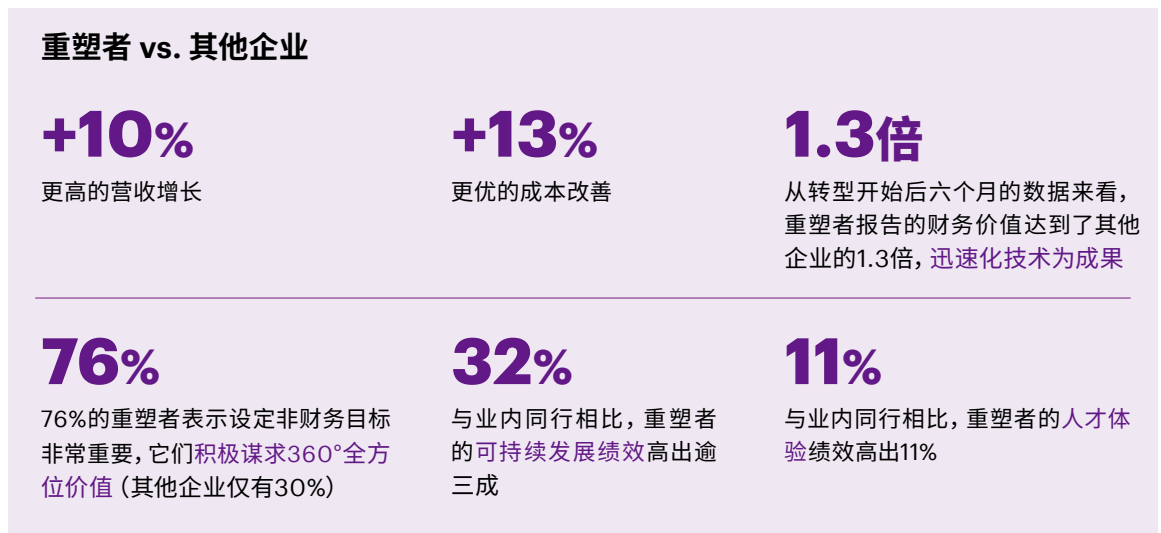 重塑者 vs. 其他企业
+10%
更高的营收增长
+13%
更优的成本改善
1.3倍
从转型开始后六个月的数据来看，
重塑者报告的财务价值达到了其他
企业的1.3倍，迅速化技术为成果
76%
76%的重塑者表示设定非财务目标
非常重要，它们积极谋求360°全方
位价值（其他企业仅有30%）
32%
与业内同行相比，重塑者
的可持续发展绩效高出逾
三成
11%
与业内同行相比，重塑者的人才体
验绩效高出11%